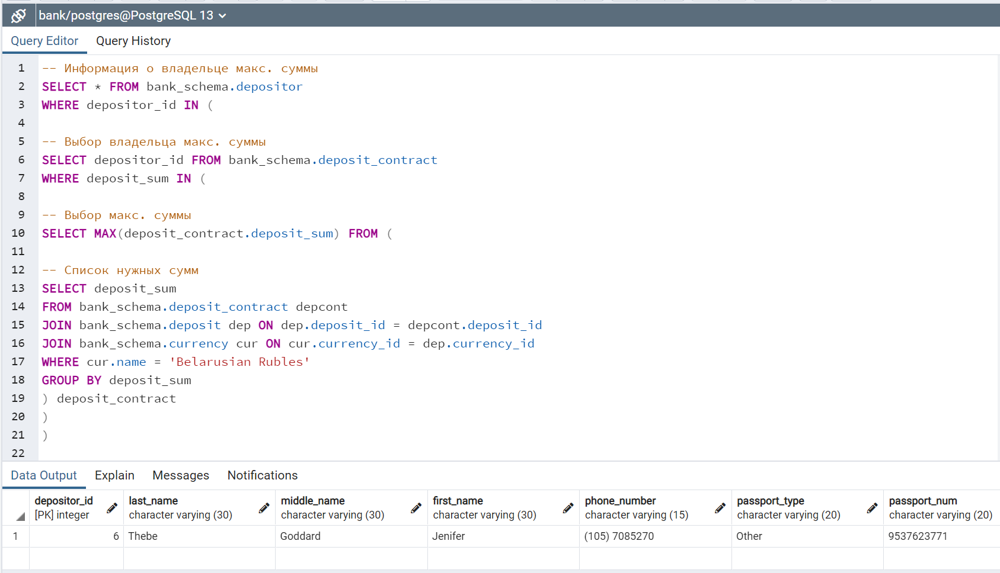 bank/postgres@PostgreSQL 13
Query Editor Query History
1 -- Информация о владельце макс. суммы
2 SELECT * FROM bank_schema.depositor
3 WHERE depositor_id IN (
4
5 -- Выбор владельца макс. суммы
6 SELECT depositor_id FROM bank_schema.deposit_contract
7 WHERE deposit_sum IN (
8
9 -- Выбор макс. суммы
10 SELECT MAX(deposit_contract.deposit_sum) FROM (
11
12 -- Список нужных сумм
13 SELECT deposit_sum
14 FROM bank_schema.deposit_contract depcont
15 JOIN bank_schema.deposit dep ON dep.deposit_id = depcont.deposit_id
16 JOIN bank_schema.currency cur ON cur.currency_id = dep.currency_id
17 WHERE cur.name = 'Belarusian Rubles'
18 GROUP BY deposit_sum
19 ) deposit_contract
20 )
21 )
22
Data Output Explain Messages Notifications
depositor_id last_name middle_name first_name phone_number passport_type passport_num
[PK] integer character varying (30) character varying (30) character varying (30) character varying (15) character varying (20) character varying (20)
1 6 Thebe Goddard Jenifer (105) 7085270 Other 9537623771